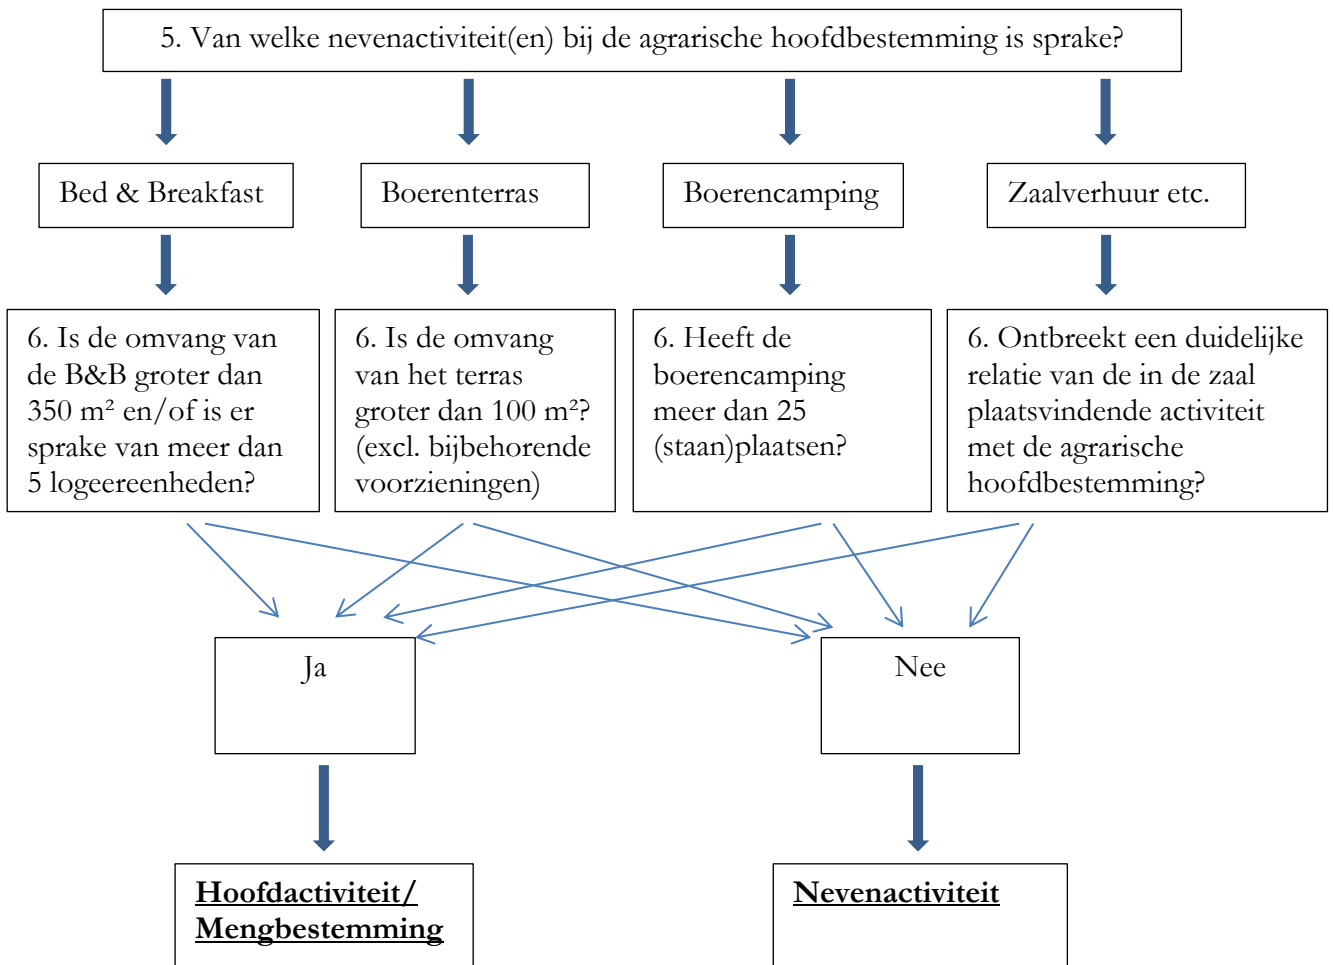 5. Van welke nevenactiviteit(en) bij de agrarische hoofdbestemming is sprake?
Bed & Breakfast
Boerenterras
Boerencamping
Zaalverhuur etc.
6. Is de omvang van
de B&B groter dan
350 m² en/of is er
sprake van meer dan
5 logeereenheden?
6. Is de omvang
van het terras
groter dan 100 m²?
(excl. bijbehorende
voorzieningen)
6. Heeft de
boerencamping
meer dan 25
(staan)plaatsen?
6. Ontbreekt een duidelijke
relatie van de in de zaal
plaatsvindende activiteit
met de agrarische
hoofdbestemming?
Ja
Nee
Hoofdactiviteit/
Mengbestemming
Nevenactiviteit